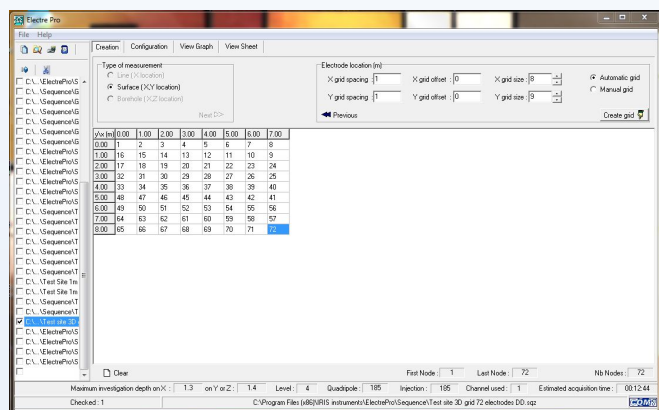 Electre Pro
File Help
Creation Configuration View Graph View Sheet
Type of measurement
Line ( X location)
Surface (X,Y location)
Borehole (X,Z location)
Next >>
Electrode location (m)
X grid spacing : 1 X grid offset : 0 X grid size : 8
Y grid spacing : 1 Y grid offset : 0 Y grid size : 9
Automatic grid
Manual grid
Previous
Create grid
C:\...\ElectrePro\S
C:\...\Sequence\G
C:\...\Sequence\G
C:\...\Sequence\G
C:\...\Sequence\G
C:\...\Sequence\G
C:\...\Sequence\G
C:\...\ElectrePro\S
C:\...\ElectrePro\S
C:\...\ElectrePro\S
C:\...\ElectrePro\S
C:\...\ElectrePro\S
C:\...\ElectrePro\S
C:\...\Sequence\T
C:\...\Sequence\T
C:\...\Sequence\T
C:\...\Sequence\T
C:\...\Sequence\T
C:\...\Sequence\T
C:\...\Sequence\T
C:\...\Test Site 1m
C:\...\Test Site 1m
C:\...\Sequence\T
C:\...\Sequence\T
C:\...\Test site 3D
C:\...\ElectrePro\S
C:\...\ElectrePro\S
C:\...\ElectrePro\S
C:\...\ElectrePro\S
y\x (m) 0.00 1.00 2.00 3.00 4.00 5.00 6.00 7.00
0.00 1 2 3 4 5 6 7 8
1.00 16 15 14 13 12 11 10 9
2.00 17 18 19 20 21 22 23 24
3.00 32 31 30 29 28 27 26 25
4.00 33 34 35 36 37 38 39 40
5.00 48 47 46 45 44 43 42 41
6.00 49 50 51 52 53 54 55 56
7.00 64 63 62 61 60 59 58 57
8.00 65 66 67 68 69 70 71 72
Clear
First Node : 1 Last Node : 72 Nb Nodes : 72
Maximum investigation depth on X : 1.3 on Y or Z : 1.4 Level : 4 Quadripole : 185 Injection : 185 Channel used : 1 Estimated acquisition time : 00:12:44
Checked : 1
C:\Program Files (x86)\IRIS instruments\ElectrePro\Sequence\Test site 3D grid 72 electrodes DD.sqz